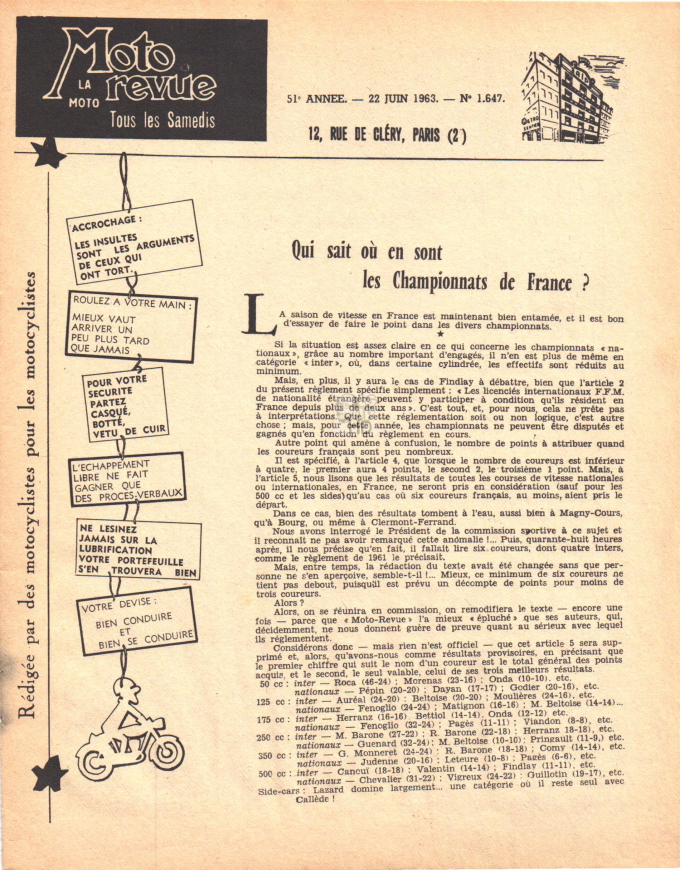 Moto
revue
LA
MOTO
Tous les Samedis
51e ANNEE. — 22 JUIN 1963. — N° 1.647.
12, RUE DE CLÉRY, PARIS (2e)
Rédigée par des motocyclistes pour les motocyclistes
ACCROCHAGE :
LES INSULTES
SONT LES ARGUMENTS
DE CEUX QUI
ONT TORT.
ROULEZ A VOTRE MAIN :
MIEUX VAUT
ARRIVER UN
PEU PLUS TARD
QUE JAMAIS
POUR VOTRE
SECURITE
PARTEZ
CASQUÉ,
BOTTÉ,
VETU DE CUIR
L'ECHAPPEMENT
LIBRE NE FAIT
GAGNER QUE
DES PROCES-VERBAUX
NE LESINEZ
JAMAIS SUR LA
LUBRIFICATION
VOTRE PORTEFEUILLE
S'EN TROUVERA BIEN
VOTRE DEVISE :
BIEN CONDUIRE
ET
BIEN SE CONDUIRE
Qui sait où en sont
les Championnats de France ?
LA saison de vitesse en France est maintenant bien entamée, et il est bon
d'essayer de faire le point dans les divers championnats.
Si la situation est assez claire en ce qui concerne les championnats « na-
tionaux », grâce au nombre important d'engagés, il n'en est plus de même en
catégorie « inter », où, dans certaine cylindrée, les effectifs sont réduits au
minimum.
Mais, en plus, il y aura le cas de Findlay à débattre, bien que l'article 2
du présent règlement spécifie simplement : « Les licenciés internationaux F.F.M.
de nationalité étrangère peuvent y participer à condition qu'ils résident en
France depuis plus de deux ans ». C'est tout, et, pour nous, cela ne prête pas
à interprétations. Que cette réglementation soit ou non logique, c'est autre
chose ; mais, pour cette année, les championnats ne peuvent être disputés et
gagnés qu'en fonction du règlement en cours.
Autre point qui amène à confusion, le nombre de points à attribuer quand
les coureurs français sont peu nombreux.
Il est spécifié, à l'article 4, que lorsque le nombre de coureurs est inférieur
à quatre, le premier aura 4 points, le second 2, le troisième 1 point. Mais, à
l'article 5, nous lisons que les résultats de toutes les courses de vitesse nationales
ou internationales, en France, ne seront pris en considération (sauf pour les
500 cc et les sides) qu'au cas où six coureurs français, au moins, aient pris le
départ.
Dans ce cas, bien des résultats tombent à l'eau, aussi bien à Magny-Cours,
qu'à Bourg, ou même à Clermont-Ferrand.
Nous avons interrogé le Président de la commission sportive à ce sujet et
il reconnait ne pas avoir remarqué cette anomalie !... Puis, quarante-huit heures
après, il nous précise qu'en fait, il fallait lire six coureurs, dont quatre inters,
comme le règlement de 1961 le précisait.
Mais, entre temps, la rédaction du texte avait été changée sans que per-
sonne ne s'en aperçoive, semble-t-il !... Mieux, ce minimum de six coureurs ne
tient pas debout, puisqu'il est prévu un décompte de points pour moins de
trois coureurs.
Alors ?
Alors, on se réunira en commission, on remodifiera le texte — encore une
fois — parce que « Moto-Revue » l'a mieux « épluché » que ses auteurs, qui,
décidemment, ne nous donnent guère de preuve quant au sérieux avec lequel
ils réglementent.
Considérons donc — mais rien n'est officiel — que cet article 5 sera sup-
primé et, alors, qu'avons-nous comme résultats provisoires, en précisant que
le premier chiffre qui suit le nom d'un coureur est le total général des points
acquis, et le second, le seul valable, celui de ses trois meilleurs résultats.
50 cc : inter — Roca (46-24) ; Morenas (23-16) ; Onda (10-10). etc.
nationaux — Pépin (20-20) ; Dayan (17-17) ; Godier (20-16), etc.
125 cc : inter — Auréal (24-20) ; Beltoise (20-20) ; Moulières (24-16), etc.
nationaux — Fenoglio (24-24) ; Matignon (16-16) ; M. Beltoise (14-14)...
175 cc : inter — Herranz (16-16) Bettiol (14-14), Onda (12-12) etc.
nationaux — Fenoglio (32-24) ; Pagès (11-11) ; Viandon (8-8), etc.
250 cc : inter — M. Barone (27-22) ; R. Barone (22-18) ; Herranz 18-18), etc.
nationaux — Guenard (32-24) ; M. Beltoise (10-10) ; Pringault (11-9,) etc.
350 cc : inter — G. Monneret (24-24) ; R. Barone (18-18) ; Comy (14-14), etc.
nationaux — Judenne (20-16) ; Leteure (10-8) ; Pagès (6-6), etc.
500 cc : inter — Cancuï (18-18) ; Valentin (14-14) ; Findlay (11-11), etc.
nationaux — Chevalier (31-22) ; Vigreux (24-22) ; Guillotin (19-17), etc.
Side-cars : Lazard domine largement... une catégorie où il reste seul avec
Callède !